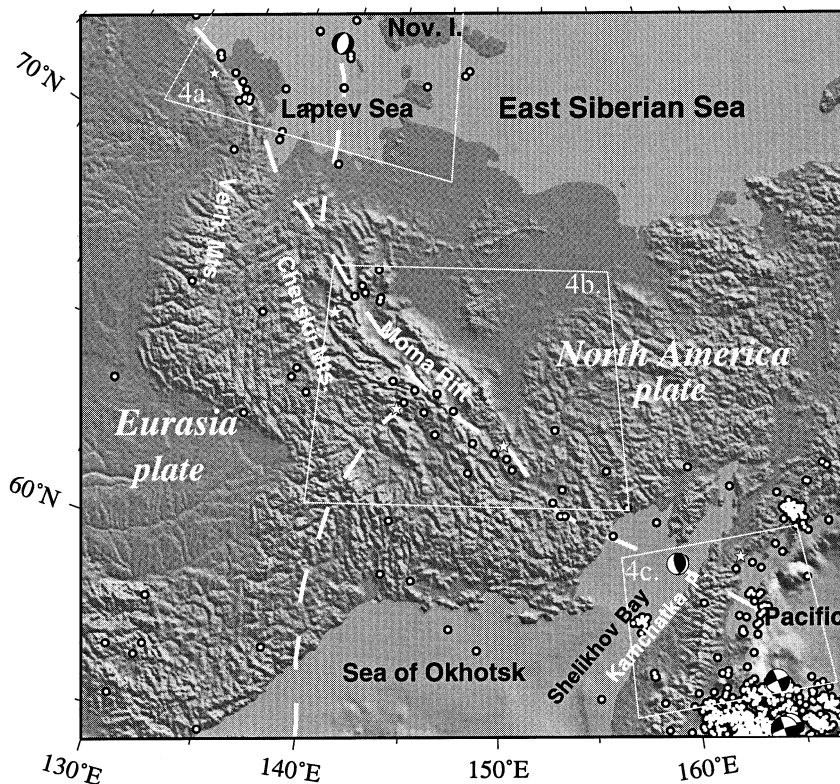 Nov. I.
70°N
4a.
Laptev Sea
East Siberian Sea
Vern. Mts
Cherskii Mts.
4b.
Moma Rift
North America
plate
Eurasia
plate
60°N
4c.
Shelikhov Bay
Kamchatka P.
Pacific
Sea of Okhotsk
130°E
140°E
150°E
160°E